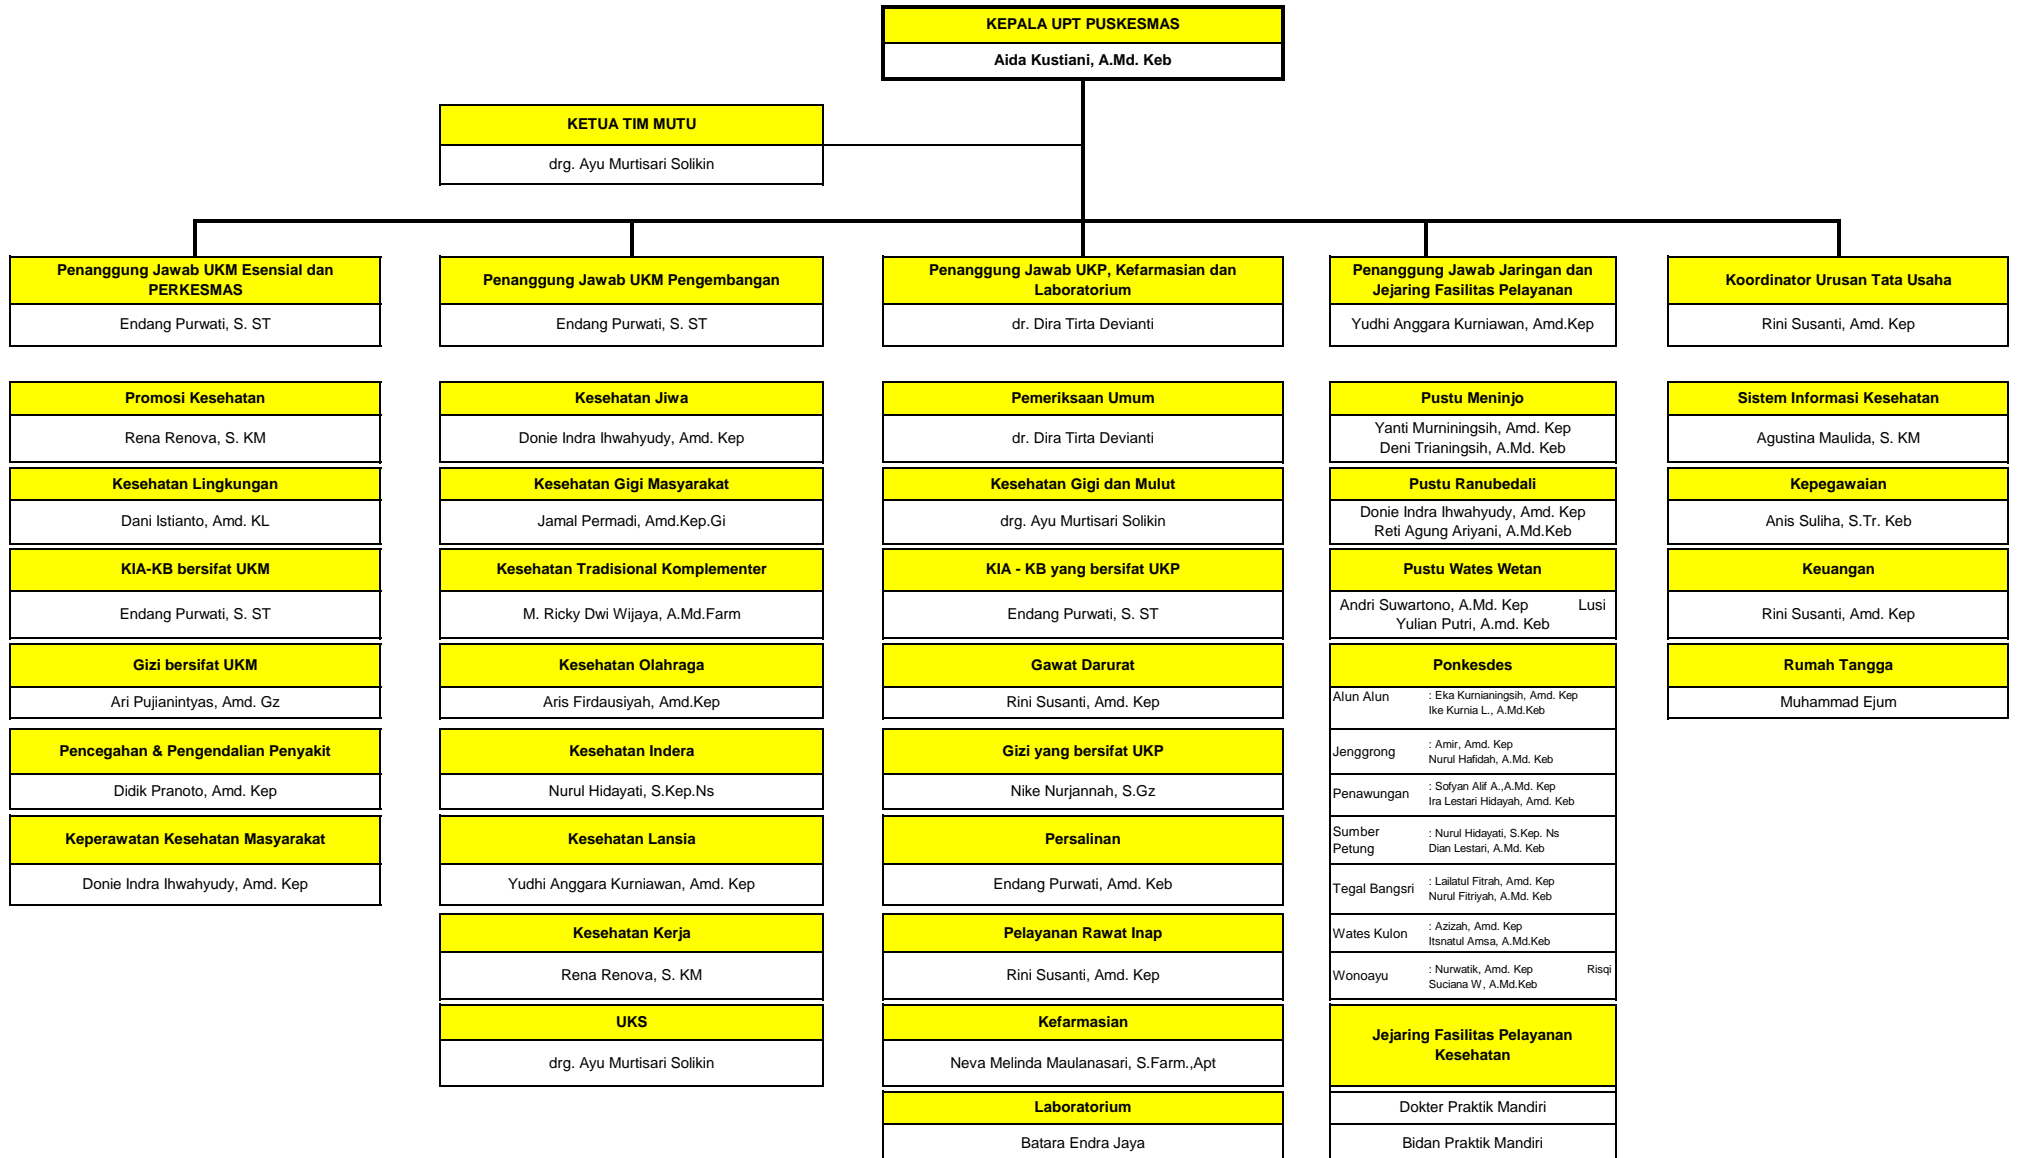 KEPALA UPT PUSKESMAS
Aida Kustiani, A.Md. Keb
KETUA TIM MUTU
drg. Ayu Murtisari Solikin
Penanggung Jawab UKM Esensial dan
PERKESMAS
Endang Purwati, S. ST
Promosi Kesehatan
Rena Renova, S. KM
Kesehatan Lingkungan
Dani Istianto, Amd. KL
KIA-KB bersifat UKM
Endang Purwati, S. ST
Gizi bersifat UKM
Ari Pujianintyas, Amd. Gz
Pencegahan & Pengendalian Penyakit
Didik Pranoto, Amd. Kep
Keperawatan Kesehatan Masyarakat
Donie Indra Ihwahyudy, Amd. Kep
Penanggung Jawab UKM Pengembangan
Endang Purwati, S. ST
Kesehatan Jiwa
Donie Indra Ihwahyudy, Amd. Kep
Kesehatan Gigi Masyarakat
Jamal Permadi, Amd.Kep.Gi
Kesehatan Tradisional Komplementer
M. Ricky Dwi Wijaya, A.Md.Farm
Kesehatan Olahraga
Aris Firdausiyah, Amd.Kep
Kesehatan Indera
Nurul Hidayati, S.Kep.Ns
Kesehatan Lansia
Yudhi Anggara Kurniawan, Amd. Kep
Kesehatan Kerja
Rena Renova, S. KM
UKS
drg. Ayu Murtisari Solikin
Penanggung Jawab UKP, Kefarmasian dan
Laboratorium
dr. Dira Tirta Devianti
Pemeriksaan Umum
dr. Dira Tirta Devianti
Kesehatan Gigi dan Mulut
drg. Ayu Murtisari Solikin
KIA - KB yang bersifat UKP
Endang Purwati, S. ST
Gawat Darurat
Rini Susanti, Amd. Kep
Gizi yang bersifat UKP
Nike Nurjannah, S.Gz
Persalinan
Endang Purwati, Amd. Keb
Pelayanan Rawat Inap
Rini Susanti, Amd. Kep
Kefarmasian
Neva Melinda Maulanasari, S.Farm.,Apt
Laboratorium
Batara Endra Jaya
Penanggung Jawab Jaringan dan
Jejaring Fasilitas Pelayanan
Yudhi Anggara Kurniawan, Amd.Kep
Pustu Meninjo
Yanti Murniningsih, Amd. Kep
Deni Trianingsih, A.Md. Keb
Pustu Ranubedali
Donie Indra Ihwahyudy, Amd. Kep
Reti Agung Ariyani, A.Md.Keb
Pustu Wates Wetan
Andri Suwartono, A.Md. Kep Lusi
Yulian Putri, A.md. Keb
Ponkesdes
Alun Alun : Eka Kurnianingsih, Amd. Kep
Ike Kurnia L., A.Md.Keb
Jenggrong : Amir, Amd. Kep
Nurul Hafidah, A.Md. Keb
Penawungan : Sofyan Alif A.,A.Md. Kep
Ira Lestari Hidayah, Amd. Keb
Sumber : Nurul Hidayati, S.Kep. Ns
Petung Dian Lestari, A.Md. Keb
Tegal Bangsri : Lailatul Fitrah, Amd. Kep
Nurul Fitriyah, A.Md. Keb
Wates Kulon : Azizah, Amd. Kep
Itsnatul Amsa, A.Md.Keb
Wonoayu : Nurwatik, Amd. Kep Risqi
Suciana W, A.Md.Keb
Jejaring Fasilitas Pelayanan
Kesehatan
Dokter Praktik Mandiri
Bidan Praktik Mandiri
Koordinator Urusan Tata Usaha
Rini Susanti, Amd. Kep
Sistem Informasi Kesehatan
Agustina Maulida, S. KM
Kepegawaian
Anis Suliha, S.Tr. Keb
Keuangan
Rini Susanti, Amd. Kep
Rumah Tangga
Muhammad Ejum